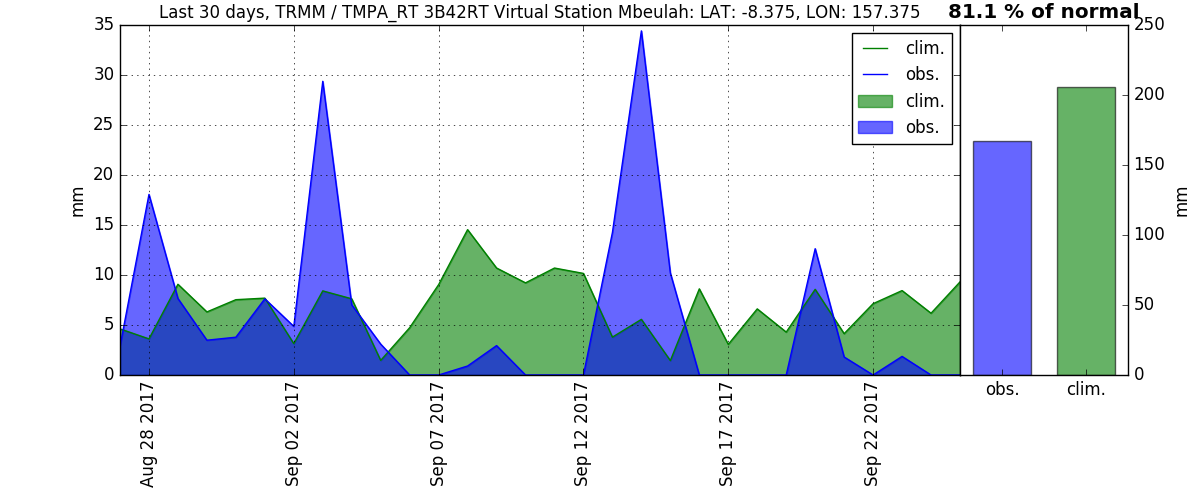 Last 30 days, TRMM / TMPA_RT 3B42RT Virtual Station Mbeulah: LAT: -8.375, LON: 157.375
81.1 % of normal
35
30
25
20
15
10
5
0
mm
clim.
obs.
clim.
obs.
250
200
150
100
50
0
mm
obs.
clim.
Aug 28 2017
Sep 02 2017
Sep 07 2017
Sep 12 2017
Sep 17 2017
Sep 22 2017